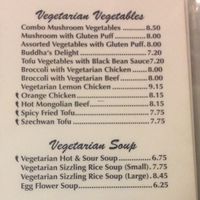 Vegetarian Vegetables
Combo Mushroom Vegetables 8.50
Mushroom with Gluten Puff 8.00
Assorted Vegetables with Gluten Puff. 8.00
Buddha's Delight 7.20
Tofu Vegetables with Black Bean Sauce 7.20
Broccoli with Vegetarian Chicken 8.00
Broccoli with Vegetarian Beef 8.00
Vegetarian Lemon Chicken 9.15
Orange Chicken 8.15
Hot Mongolian Beef 8.15
Spicy Fried Tofu 7.75
Szechwan Tofu 7.75
Vegetarian Soup
Vegetarian Hot & Sour Soup 6.75
Vegetarian Sizzling Rice Soup (Small) 7.75
Vegetarian Sizzling Rice Soup (Large) 8.45
Egg Flower Soup 6.25